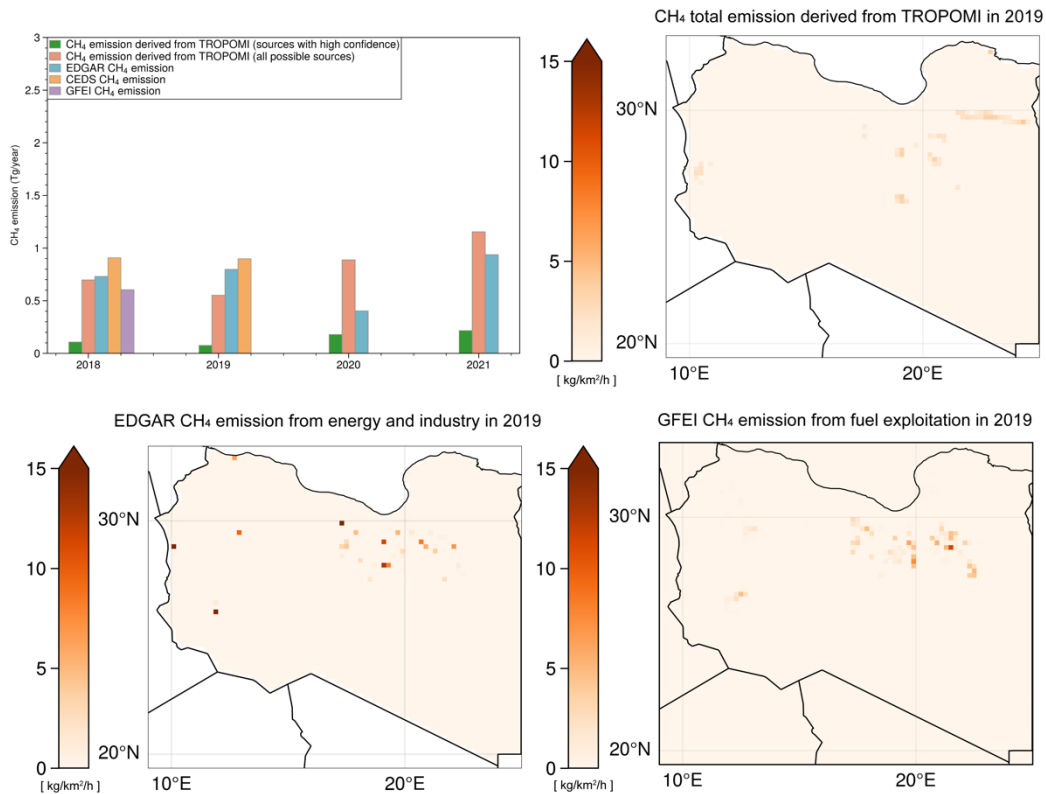 CH₄ total emission derived from TROPOMI in 2019
3
CH₄ emission derived from TROPOMI (sources with high confidence)
CH₄ emission derived from TROPOMI (all possible sources)
EDGAR CH₄ emission
CEDS CH₄ emission
GFEI CH₄ emission
2.5
2
1.5
1
0.5
0
CH₄ emission (Tg/year)
2018
2019
2020
2021
15
10
5
0
[ kg/km²/h ]
30°N
20°N
10°E
20°E
EDGAR CH₄ emission from energy and industry in 2019
15
10
5
0
[ kg/km²/h ]
30°N
20°N
10°E
20°E
GFEI CH₄ emission from fuel exploitation in 2019
15
10
5
0
[ kg/km²/h ]
30°N
20°N
10°E
20°E